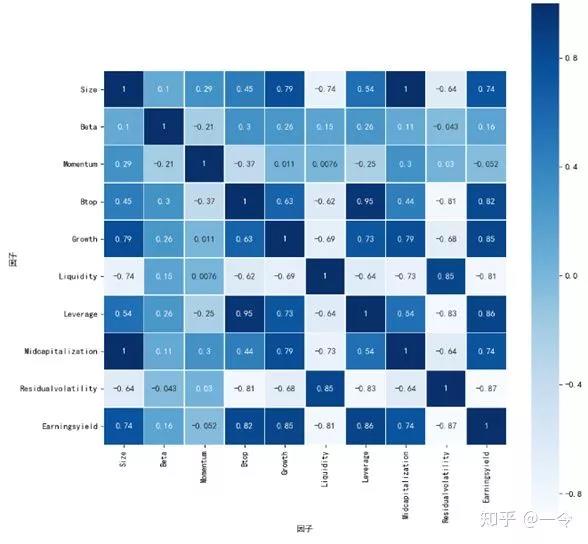 0.8
Size 1 0.1 0.29 0.45 0.79 -0.74 0.54 1 -0.64 0.74
Beta 0.1 1 -0.21 0.3 0.26 0.15 0.26 0.11 -0.043 0.16
0.4
Momentum 0.29 -0.21 1 -0.37 0.011 0.0076 -0.25 0.3 0.03 -0.052
Btop 0.45 0.3 -0.37 1 0.63 -0.62 0.95 0.44 -0.81 0.82
Growth 0.79 0.26 0.011 0.63 1 -0.69 0.73 0.79 -0.68 0.85
因子
Liquidity -0.74 0.15 0.0076 -0.62 -0.69 1 -0.64 -0.73 0.85 -0.81
0.0
Leverage 0.54 0.26 -0.25 0.95 0.73 -0.64 1 0.54 -0.83 0.86
Midcapitalization 1 0.11 0.3 0.44 0.79 -0.73 0.54 1 -0.64 0.74
Residualvolatility -0.64 -0.043 0.03 -0.81 -0.68 0.85 -0.83 -0.64 1 -0.87
-0.4
Earningsyield 0.74 0.16 -0.052 0.82 0.85 -0.81 0.86 0.74 -0.87 1
Size Beta Momentum Btop Growth Liquidity Leverage Midcapitalization Residualvolatility Earningsyield
-0.8
因子
知乎 @一令